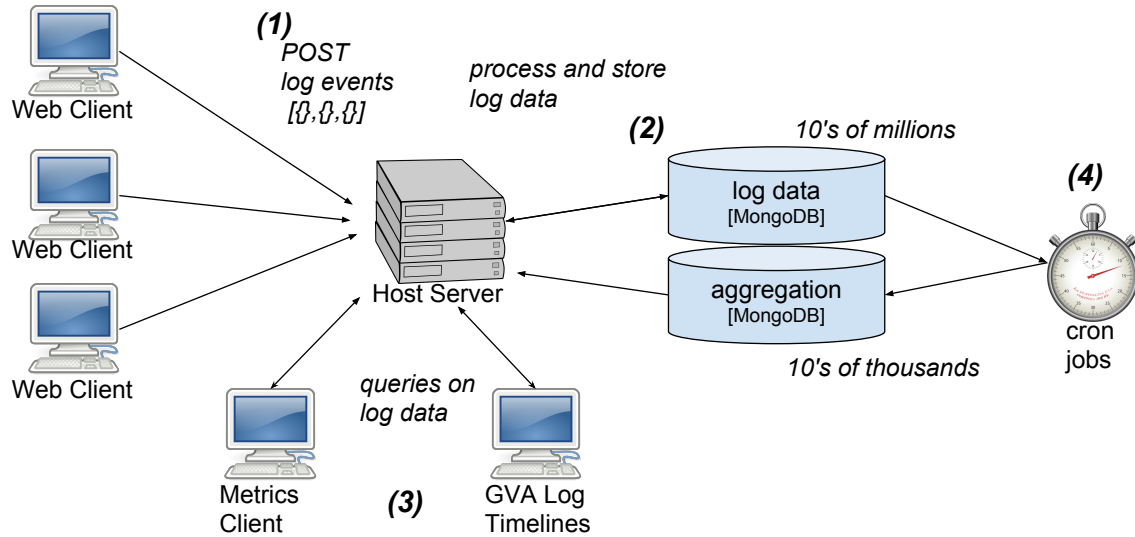 (1)
POST
log events
[{},{},{}]
process and store
log data
Web Client
Web Client
Web Client
Host Server
(2)
10's of millions
log data
[MongoDB]
aggregation
[MongoDB]
10's of thousands
(4)
cron
jobs
queries on
log data
Metrics
Client
(3)
GVA Log
Timelines